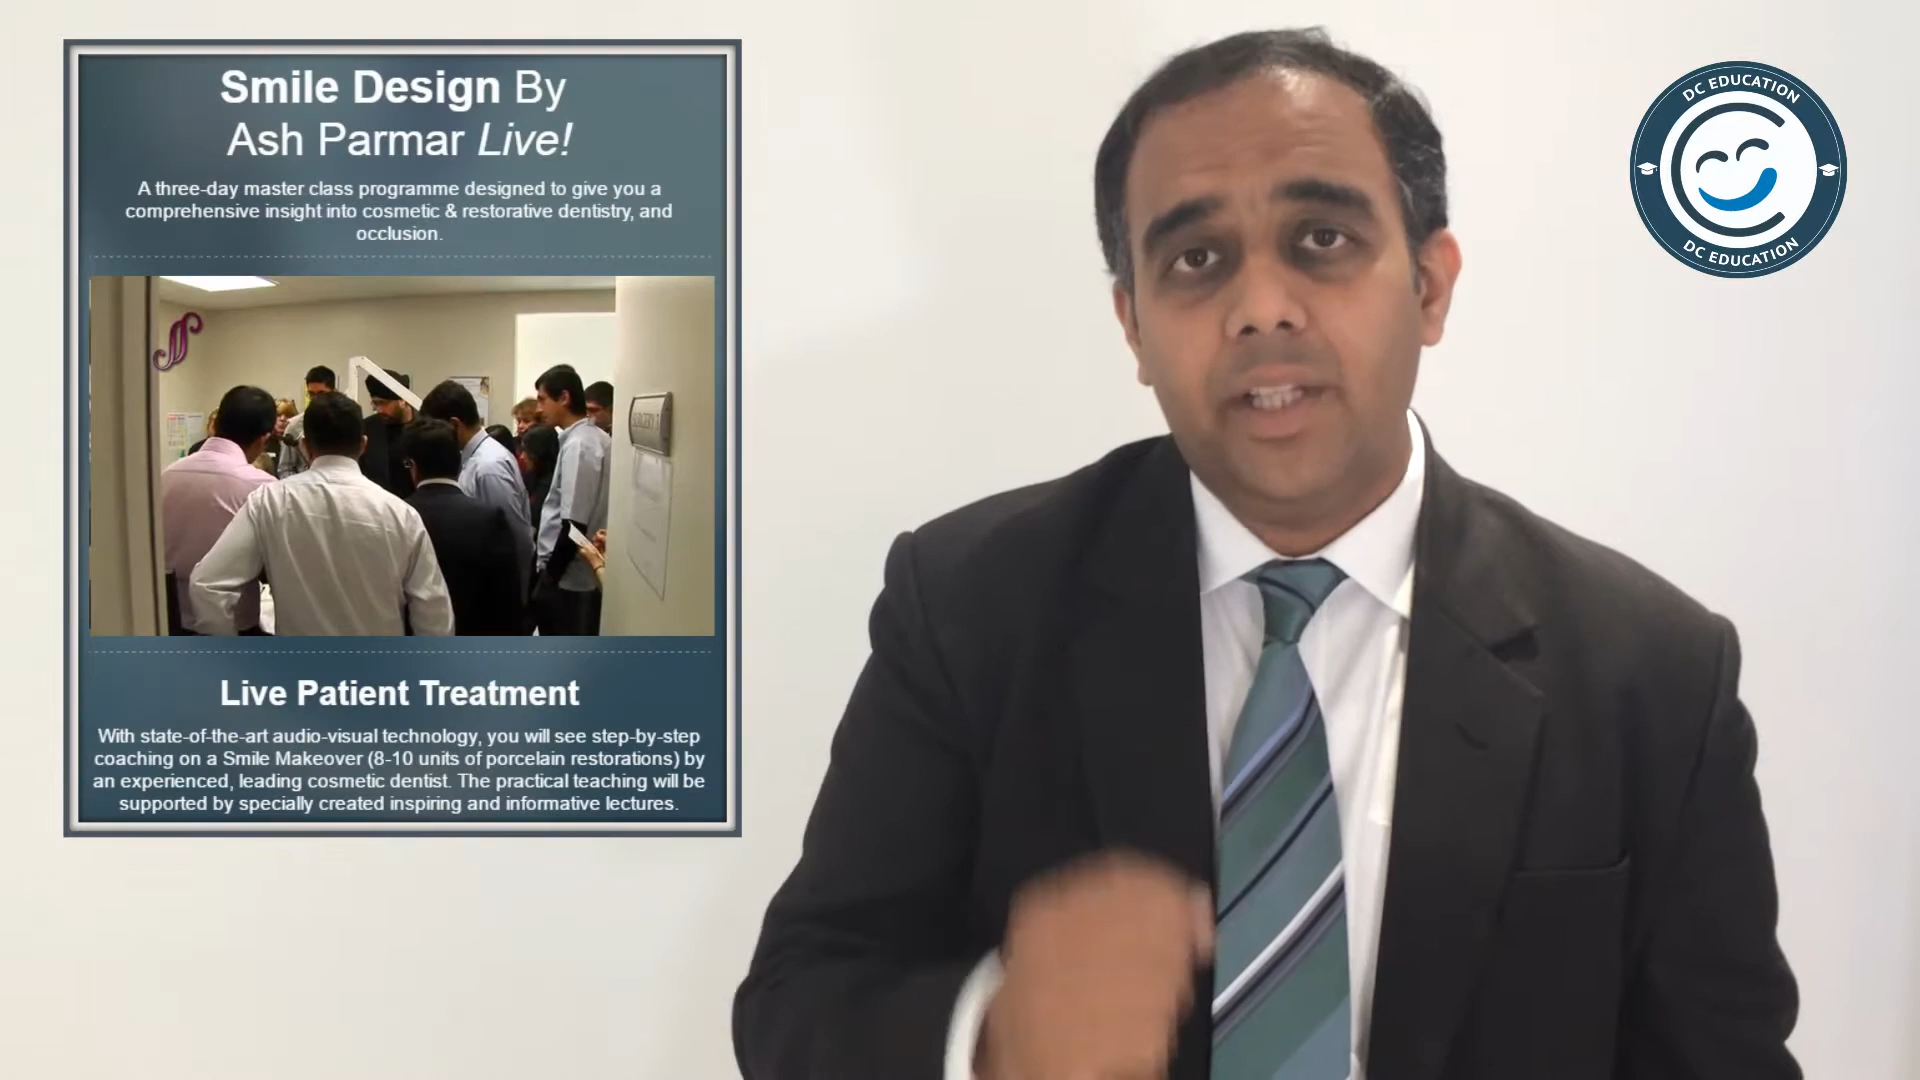 Smile Design By
Ash Parmar Live!
A three-day master class programme designed to give you a
comprehensive insight into cosmetic & restorative dentistry, and
occlusion.
Live Patient Treatment
With state-of-the-art audio-visual technology, you will see step-by-step
coaching on a Smile Makeover (8-10 units of porcelain restorations) by
an experienced, leading cosmetic dentist. The practical teaching will be
supported by specially created inspiring and informative lectures.
DC EDUCATION
DC EDUCATION